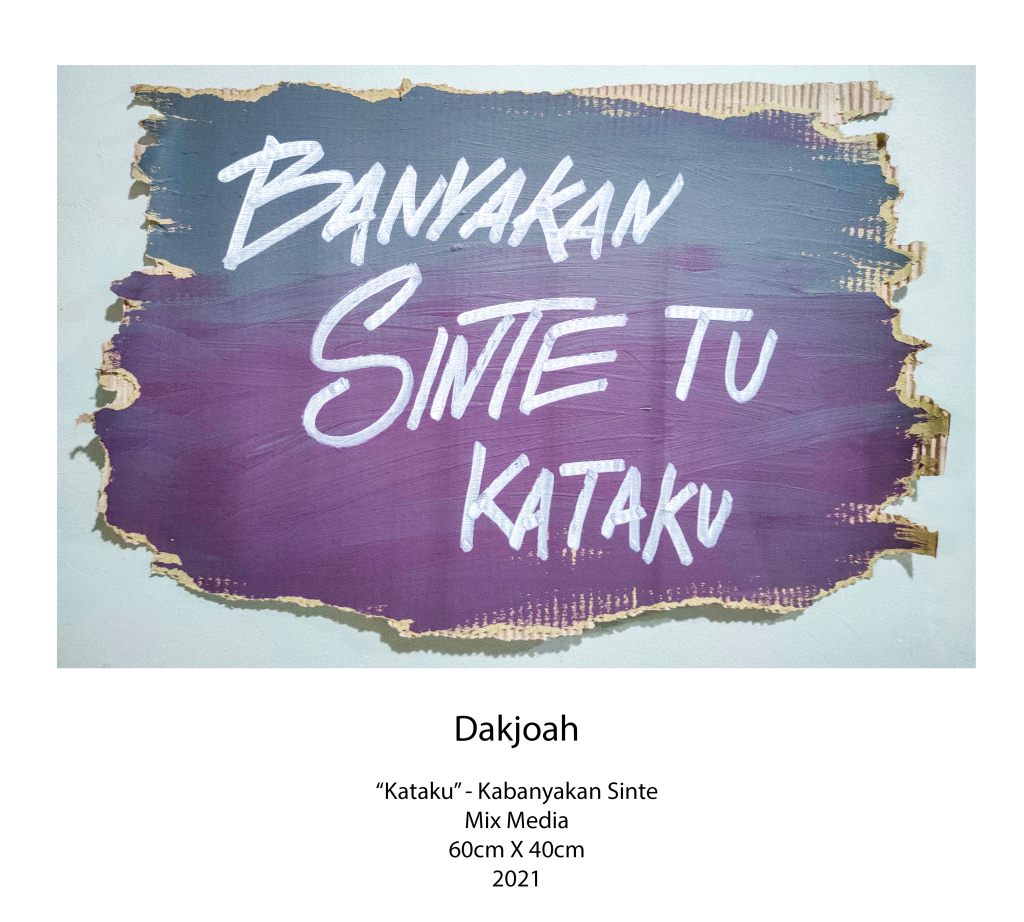 BANYAKAN
SINTE TU
KATAKU
Dakjoah
“Kataku” - Kabanyakan Sinte
Mix Media
60cm X 40cm
2021